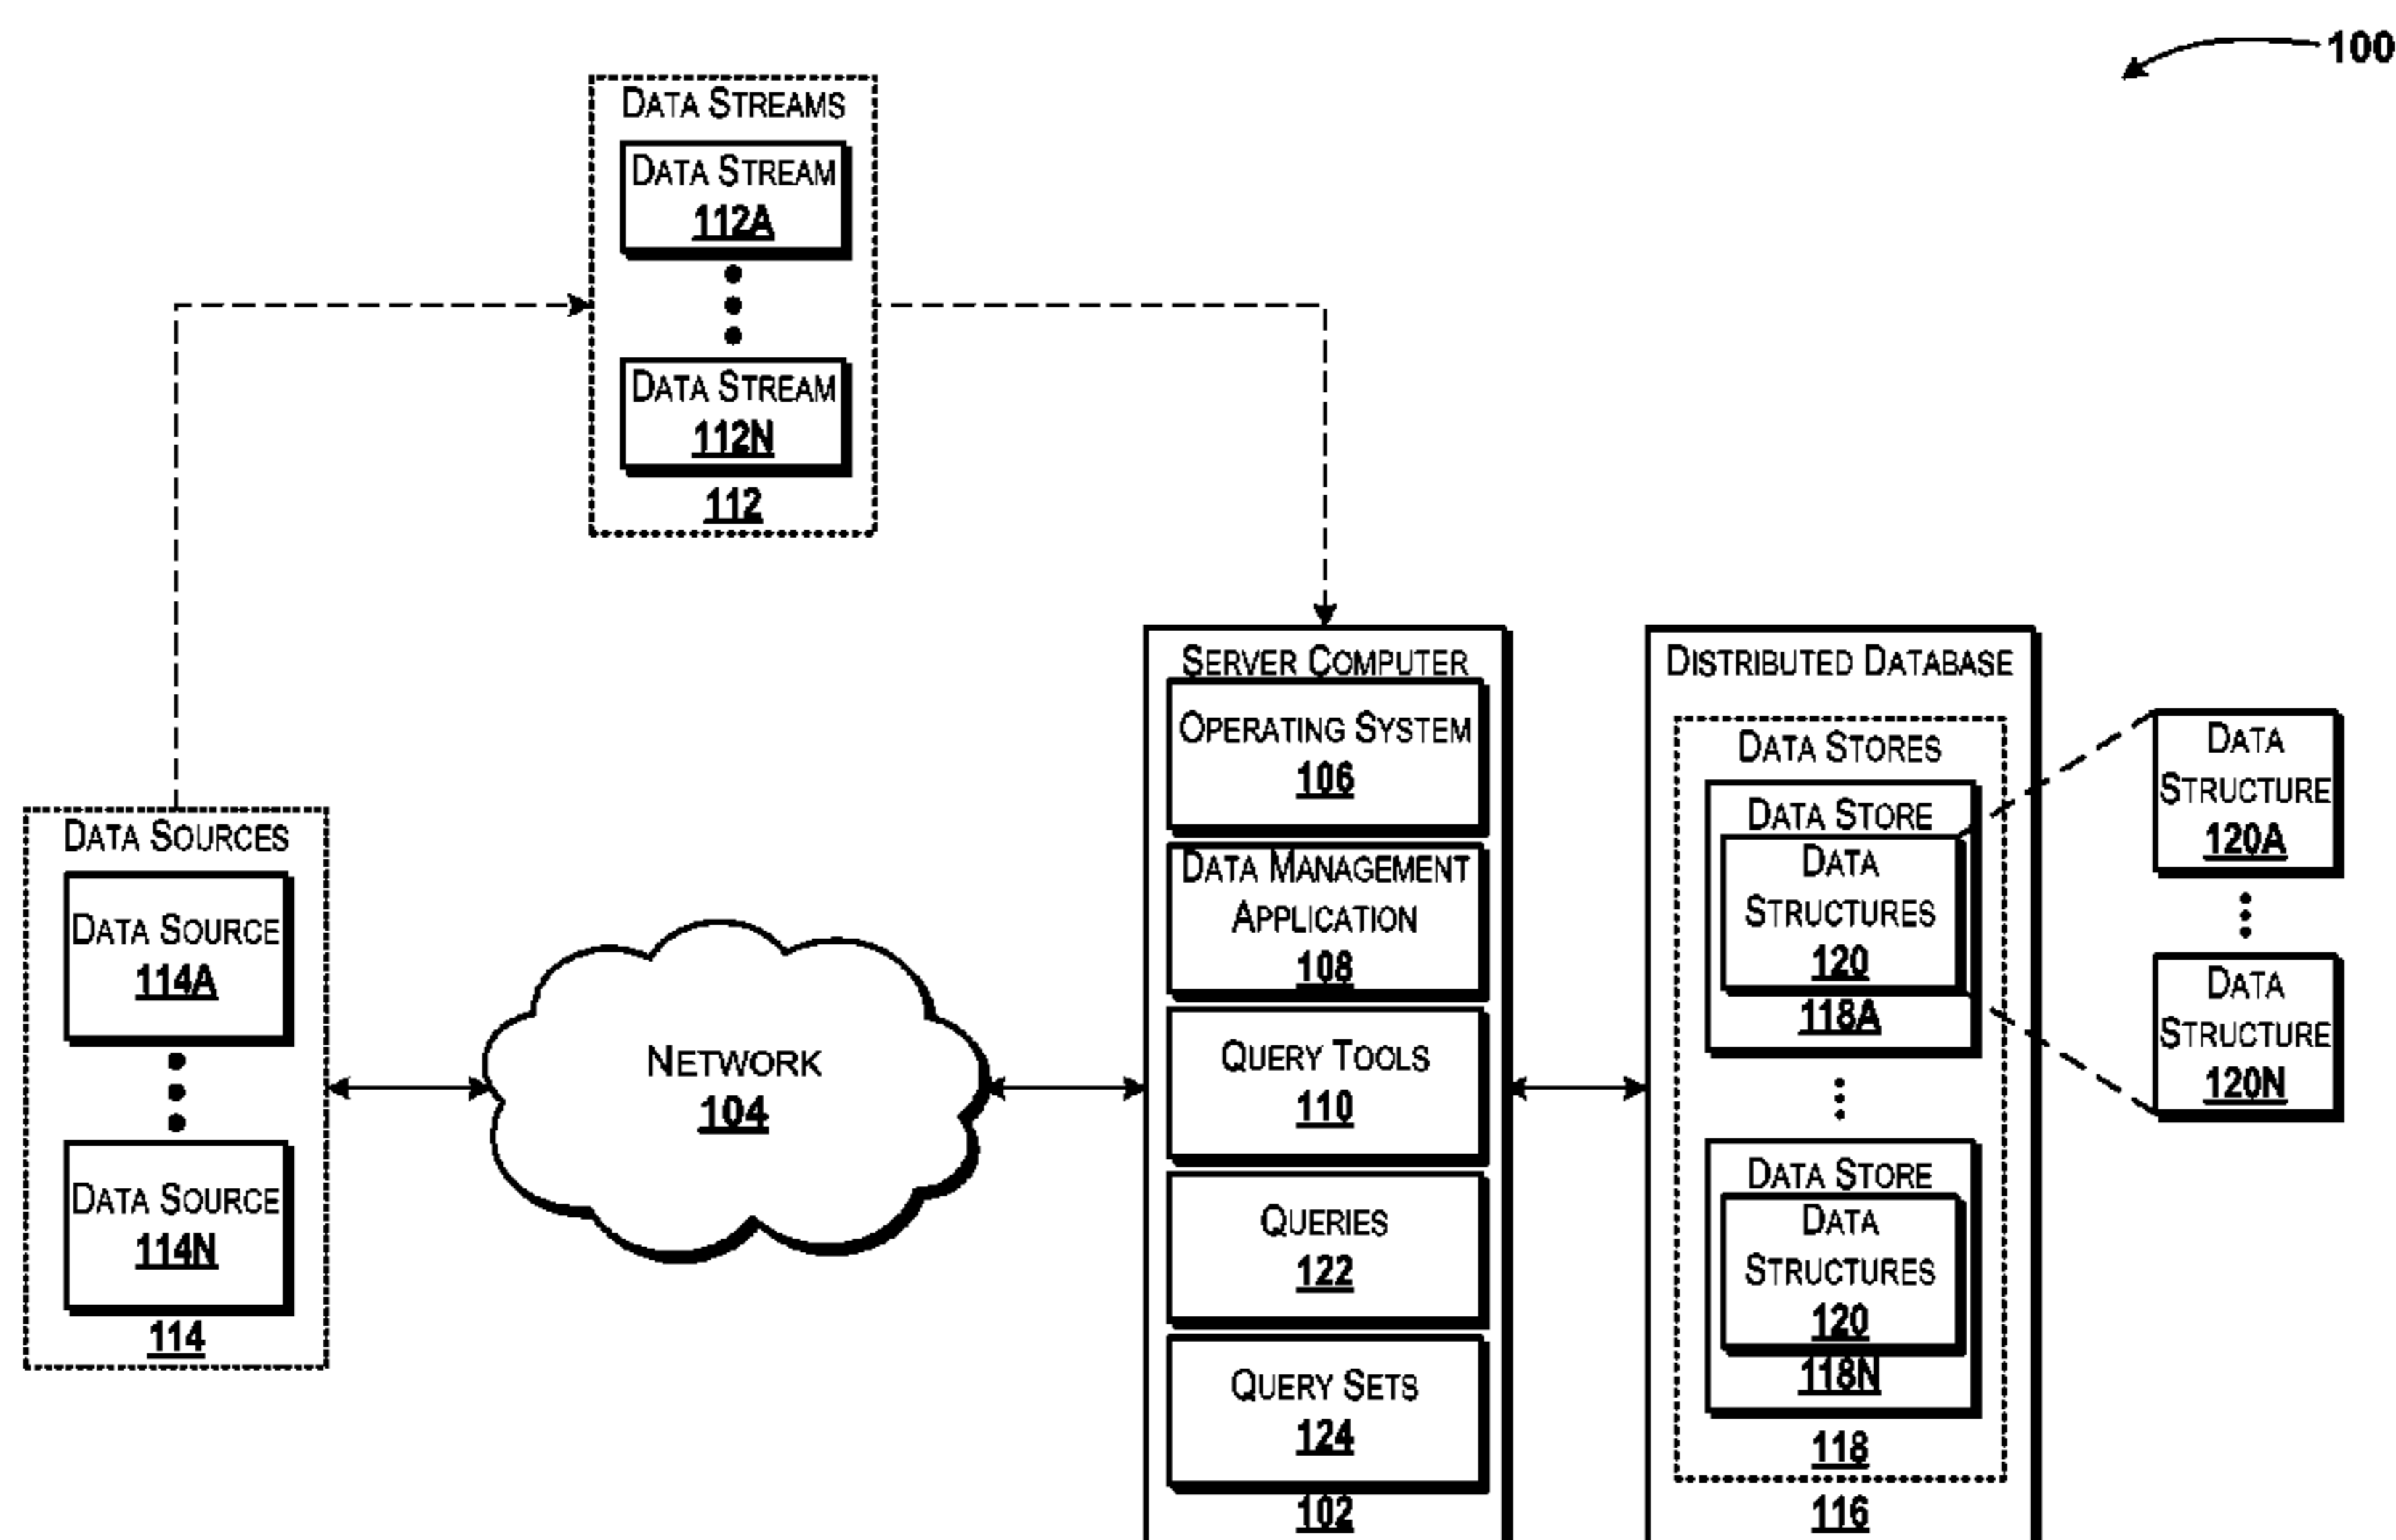 100
DATA STREAMS
DATA STREAM
112A
DATA STREAM
112N
112
DATA SOURCES
DATA SOURCE
114A
DATA SOURCE
114N
114
NETWORK
104
SERVER COMPUTER
OPERATING SYSTEM
106
DATA MANAGEMENT
APPLICATION
108
QUERY TOOLS
110
QUERIES
122
QUERY SETS
124
102
DISTRIBUTED DATABASE
DATA STORES
DATA STORE
DATA
STRUCTURES
120
118A
DATA STORE
DATA
STRUCTURES
120
118N
118
116
DATA
STRUCTURE
120A
DATA
STRUCTURE
120N